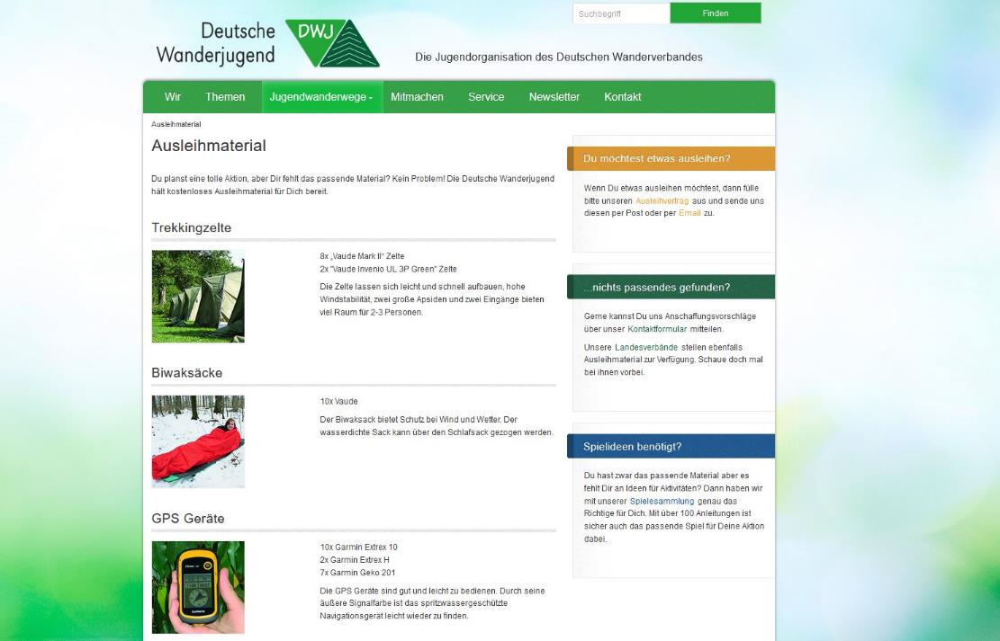 Suchbegriff
Finden
Deutsche
Wanderjugend
DWJ
Die Jugendorganisation des Deutschen Wanderverbandes
Wir
Themen
Jugendwanderwege
Mitmachen
Service
Newsletter
Kontakt
Ausleihmaterial
Ausleihmaterial
Du planst eine tolle Aktion, aber Dir fehlt das passende Material? Kein Problem! Die Deutsche Wanderjugend
hält kostenloses Ausleihmaterial für Dich bereit.
Trekkingzelte
8x „Vaude Mark II“ Zelte
2x "Vaude Invenio UL 3P Green" Zelte
Die Zelte lassen sich leicht und schnell aufbauen, hohe
Windstabilität, zwei große Apsiden und zwei Eingänge bieten
viel Raum für 2-3 Personen.
Biwaksäcke
10x Vaude
Der Biwaksack bietet Schutz bei Wind und Wetter. Der
wasserdichte Sack kann über den Schlafsack gezogen werden.
GPS Geräte
10x Garmin Extrex 10
2x Garmin Extrex H
7x Garmin Geko 201
Die GPS Geräte sind gut und leicht zu bedienen. Durch seine
äußere Signalfarbe ist das spritzwassergeschützte
Navigationsgerät leicht wieder zu finden.
Du möchtest etwas ausleihen?
Wenn Du etwas ausleihen möchtest, dann fülle
bitte unseren Ausleihvertrag aus und sende uns
diesen per Post oder per Email zu.
...nichts passendes gefunden?
Gerne kannst Du uns Anschaffungsvorschläge
über unser Kontaktformular mitteilen.
Unsere Landesverbände stellen ebenfalls
Ausleihmaterial zur Verfügung. Schaue doch mal
bei ihnen vorbei.
Spielideen benötigt?
Du hast zwar das passende Material aber es
fehlt Dir an Ideen für Aktivitäten? Dann haben wir
mit unserer Spielesammlung genau das
Richtige für Dich. Mit über 100 Anleitungen ist
sicher auch das passende Spiel für Deine Aktion
dabei.